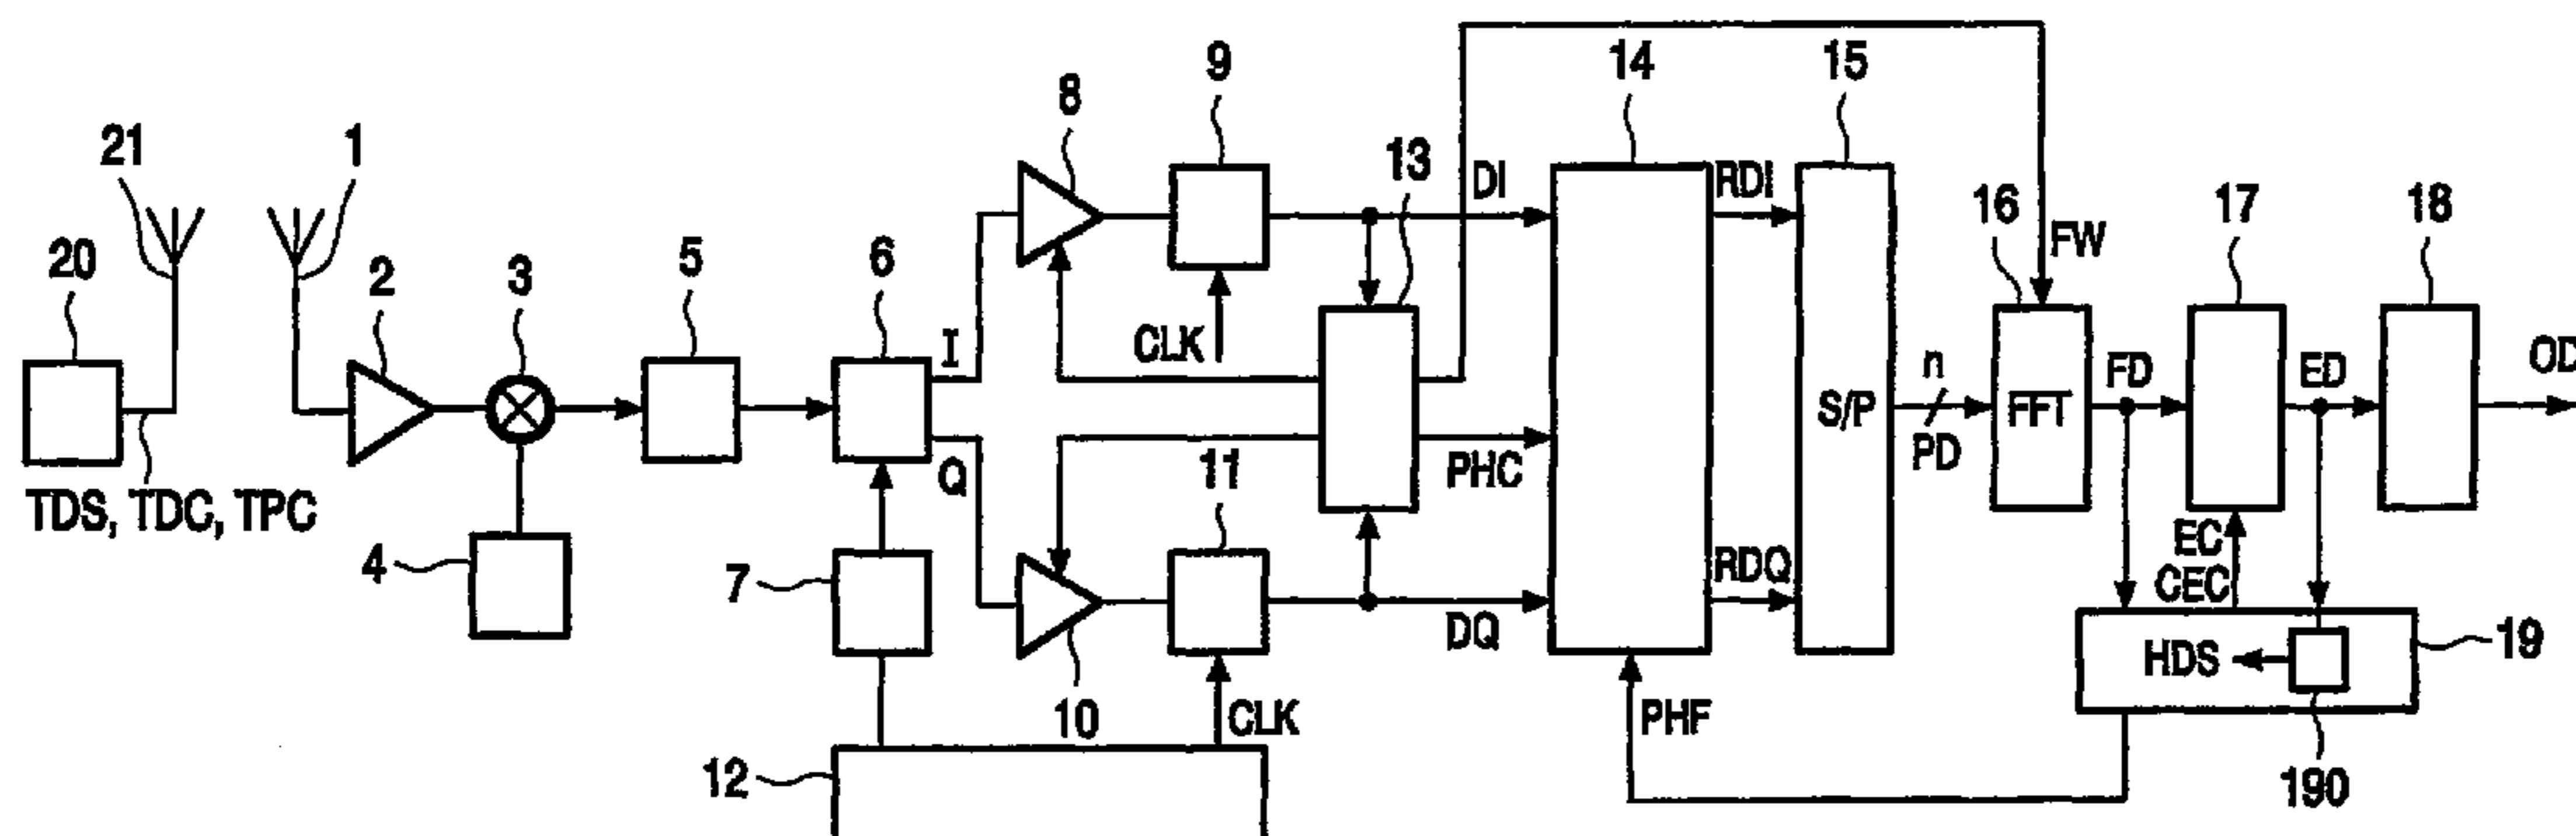 21
1
20
2
3
5
6
8
9
13
14
15
16
17
18
TDS, TDC, TPC
4
7
I
Q
CLK
DI
RDI
FW
S/P
n
PD
FFT
FD
ED
OD
PHC
11
10
DQ
RDQ
EC
CEC
HDS
19
190
12
CLK
PHF